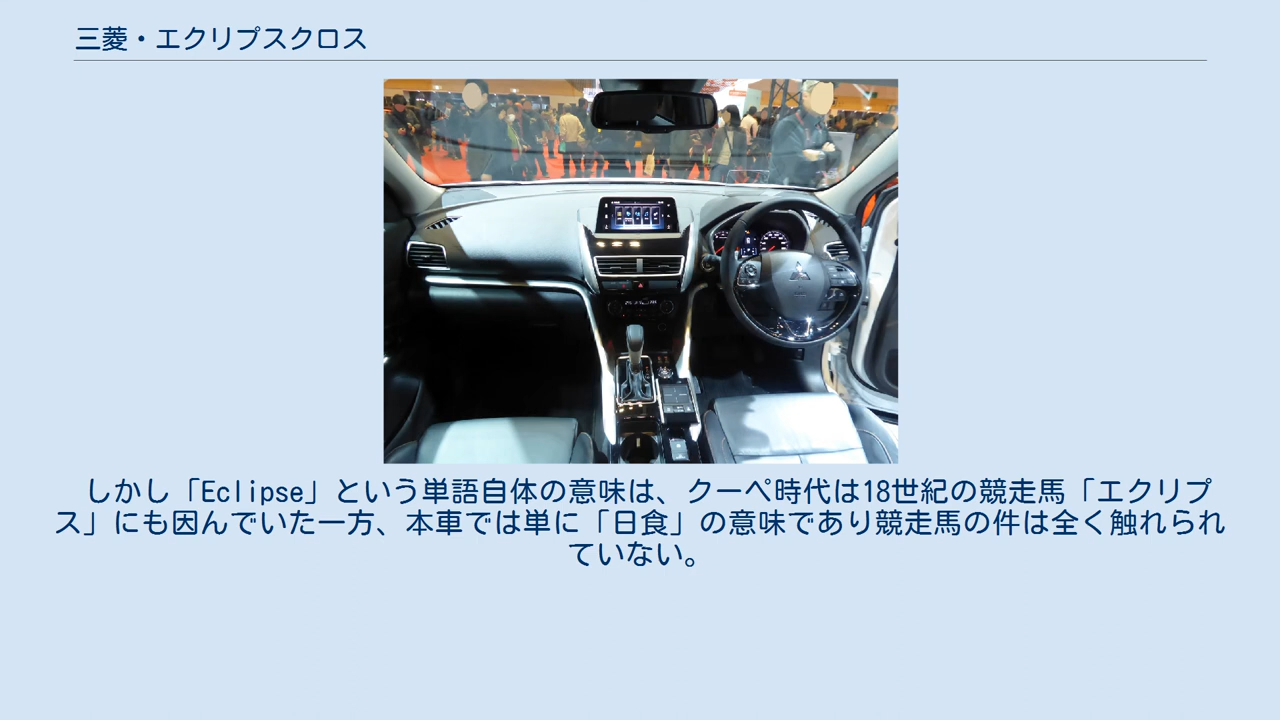 三菱・エクリプスクロス
しかし「Eclipse」という単語自体の意味は、クーペ時代は18世紀の競走馬「エクリプ
ス」にも因んでいた一方、本車では単に「日食」の意味であり競走馬の件は全く触れられ
ていない。